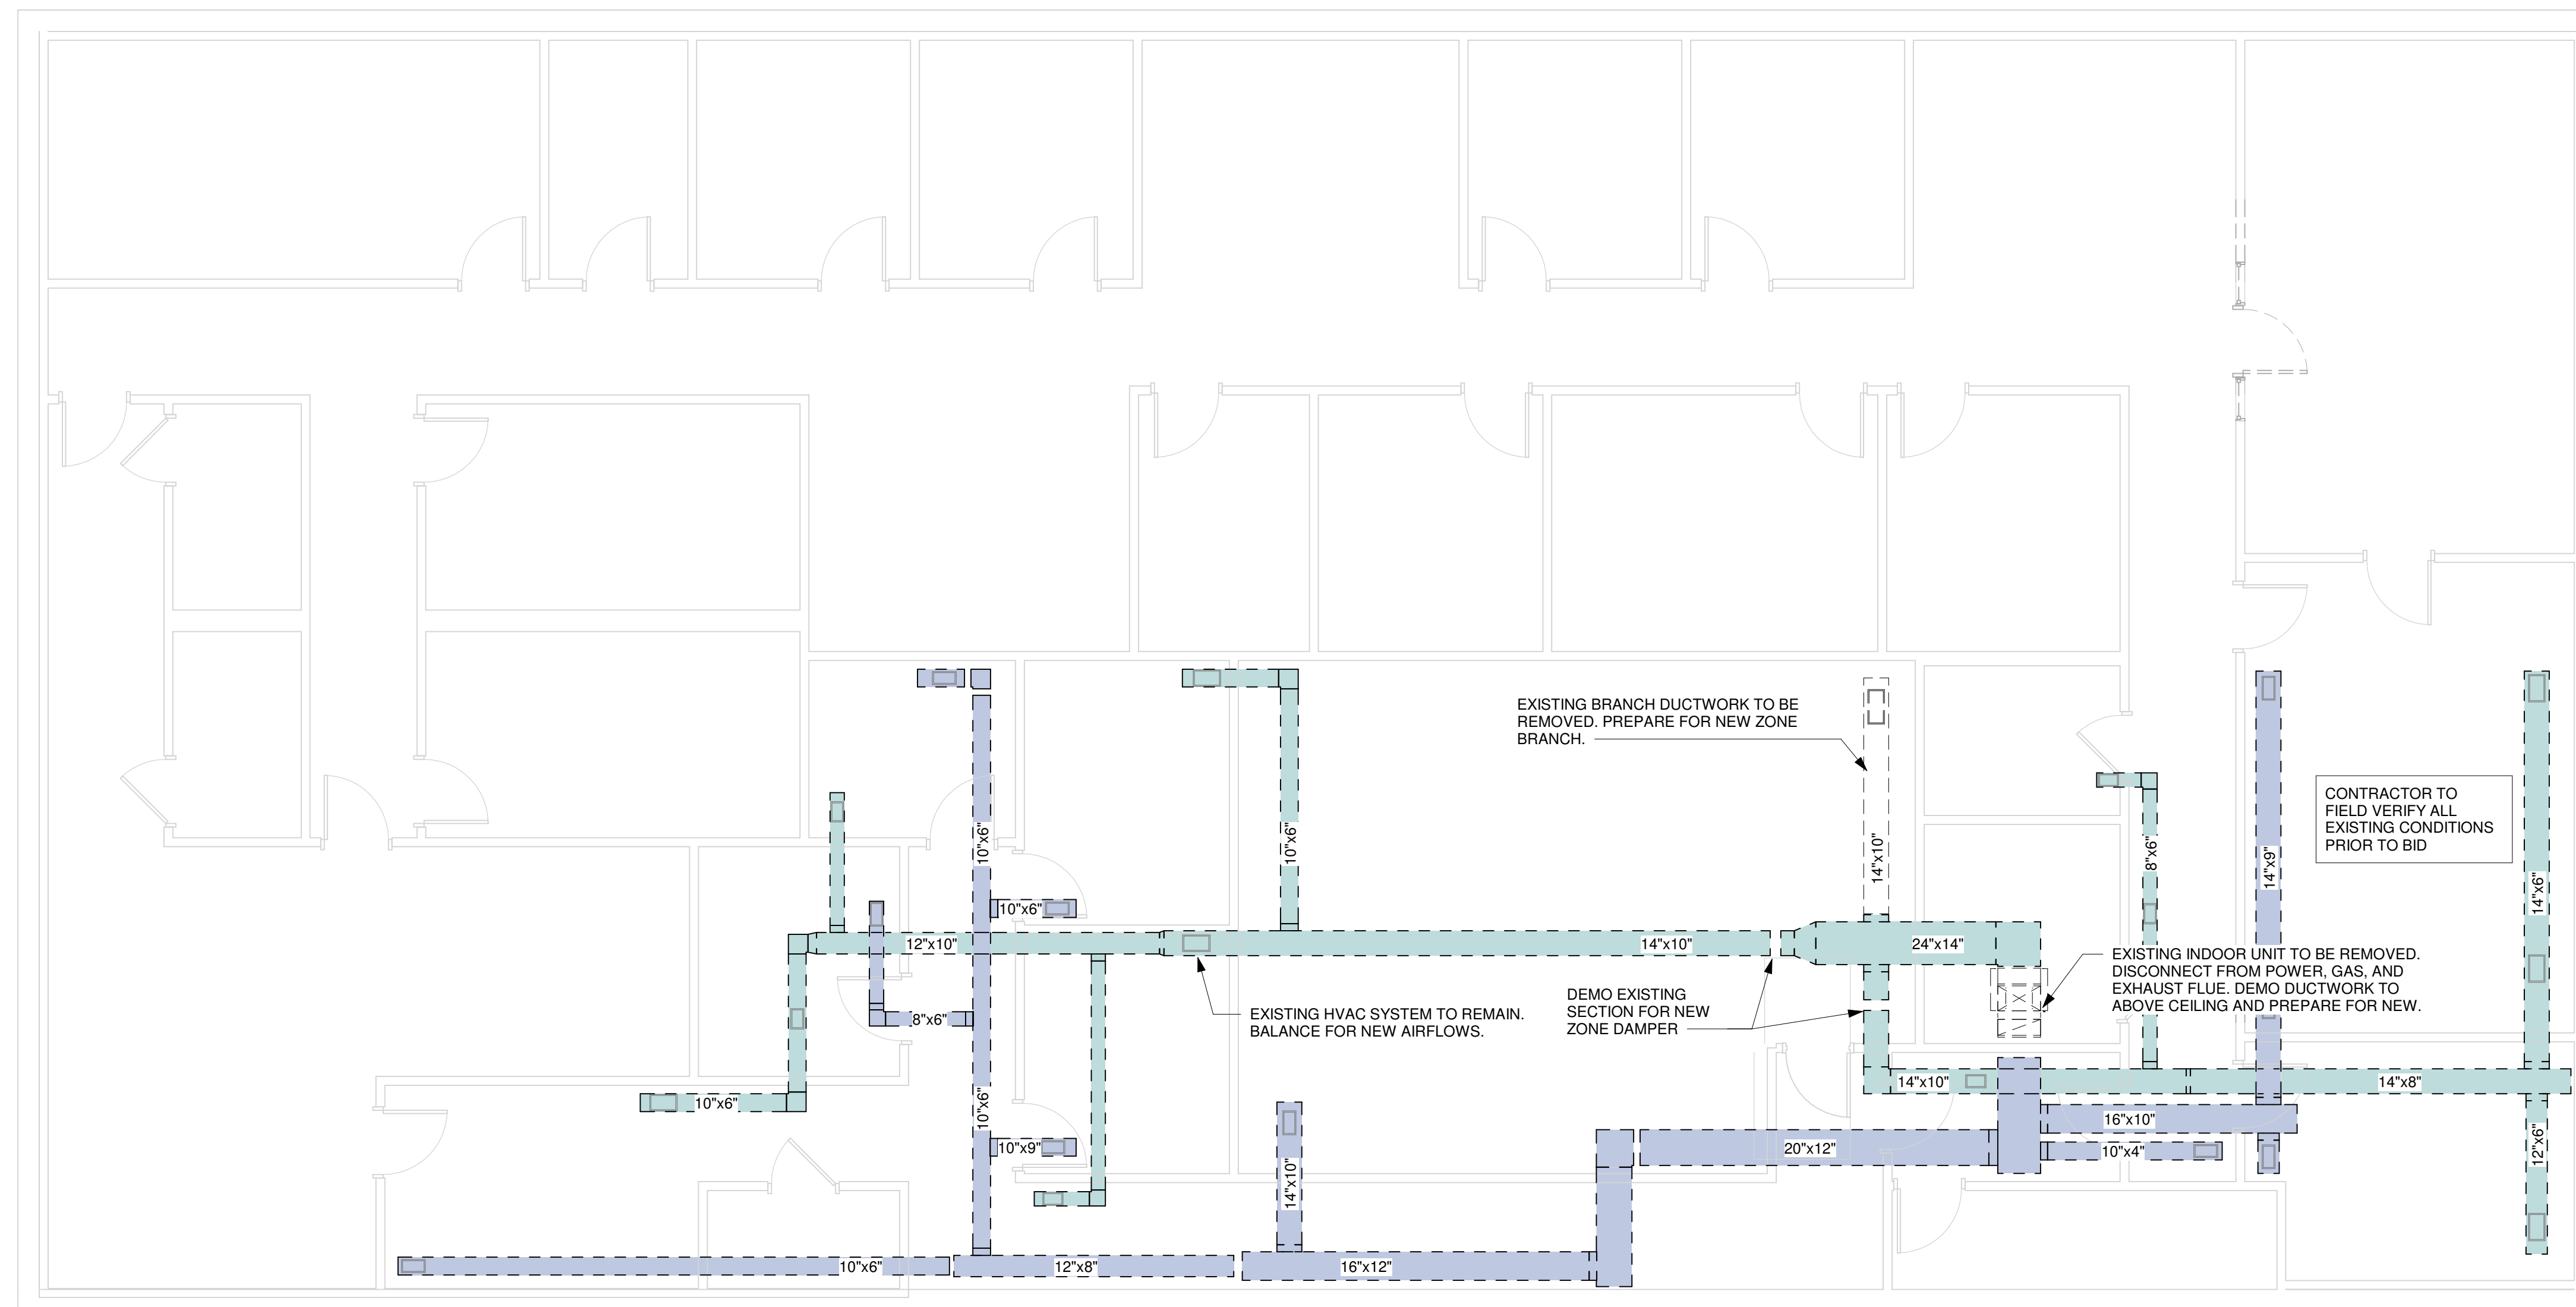 EXISTING BRANCH DUCTWORK TO BE
REMOVED. PREPARE FOR NEW ZONE
BRANCH.
CONTRACTOR TO
FIELD VERIFY ALL
EXISTING CONDITIONS
PRIOR TO BID
10"x6"
10"x6"
14"x10"
8"x6"
14"x9"
14"x6"
10"x6"
12"x10"
14"x10"
24"x14"
EXISTING INDOOR UNIT TO BE REMOVED.
DISCONNECT FROM POWER, GAS, AND
EXHAUST FLUE. DEMO DUCTWORK TO
ABOVE CEILING AND PREPARE FOR NEW.
8"x6"
EXISTING HVAC SYSTEM TO REMAIN.
BALANCE FOR NEW AIRFLOWS.
DEMO EXISTING
SECTION FOR NEW
ZONE DAMPER
14"x10"
14"x8"
10"x6"
10"x6"
16"x10"
10"x9"
20"x12"
10"x4"
12"x6"
14"x10"
10"x6"
12"x8"
16"x12"